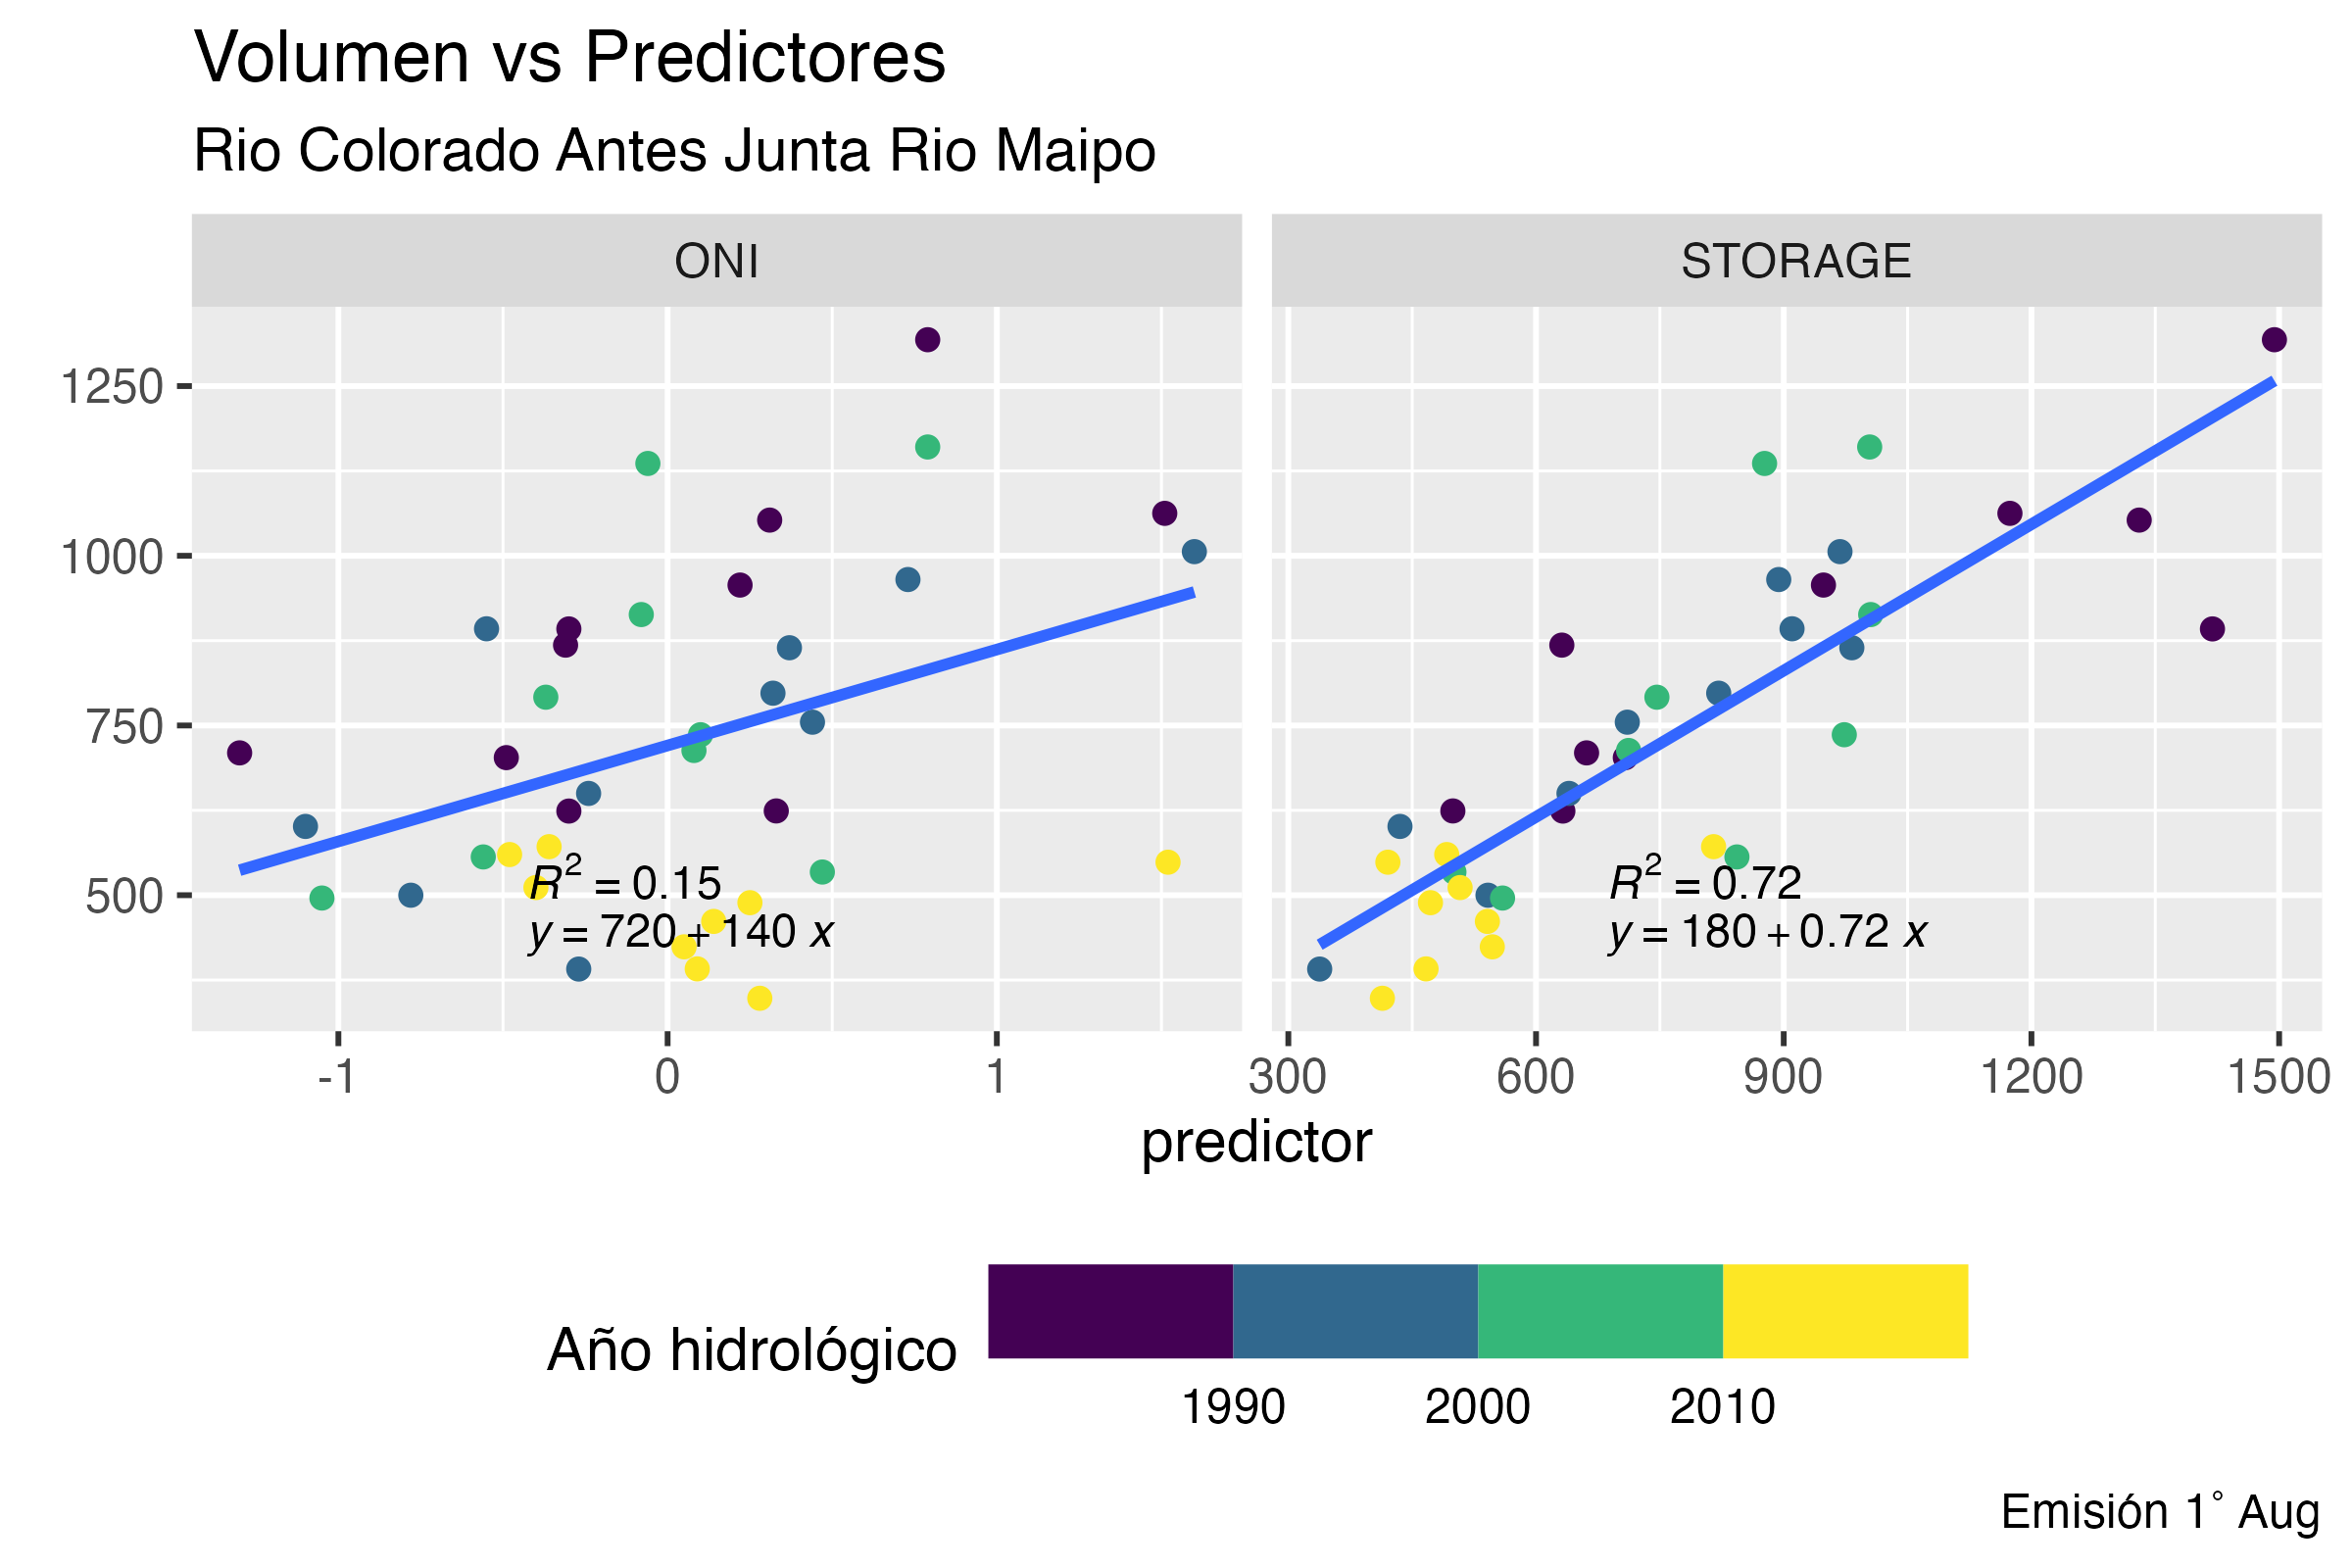 Volumen vs Predictores
Rio Colorado Antes Junta Rio Maipo
ONI STORAGE
1250
1000
750
500
R² = 0.15
y = 720 + 140 x
R² = 0.72
y = 180 + 0.72 x
-1 0 1 300 600 900 1200 1500
predictor
Año hidrológico
1990 2000 2010
Emisión 1° Aug